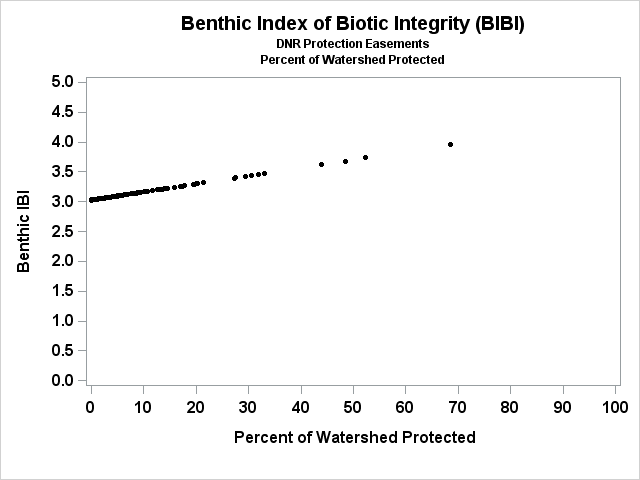 Benthic Index of Biotic Integrity (BIBI)
DNR Protection Easements
Percent of Watershed Protected
5.0
4.5
4.0
3.5
3.0
2.5
2.0
1.5
1.0
0.5
0.0
Benthic IBI
0 10 20 30 40 50 60 70 80 90 100
Percent of Watershed Protected